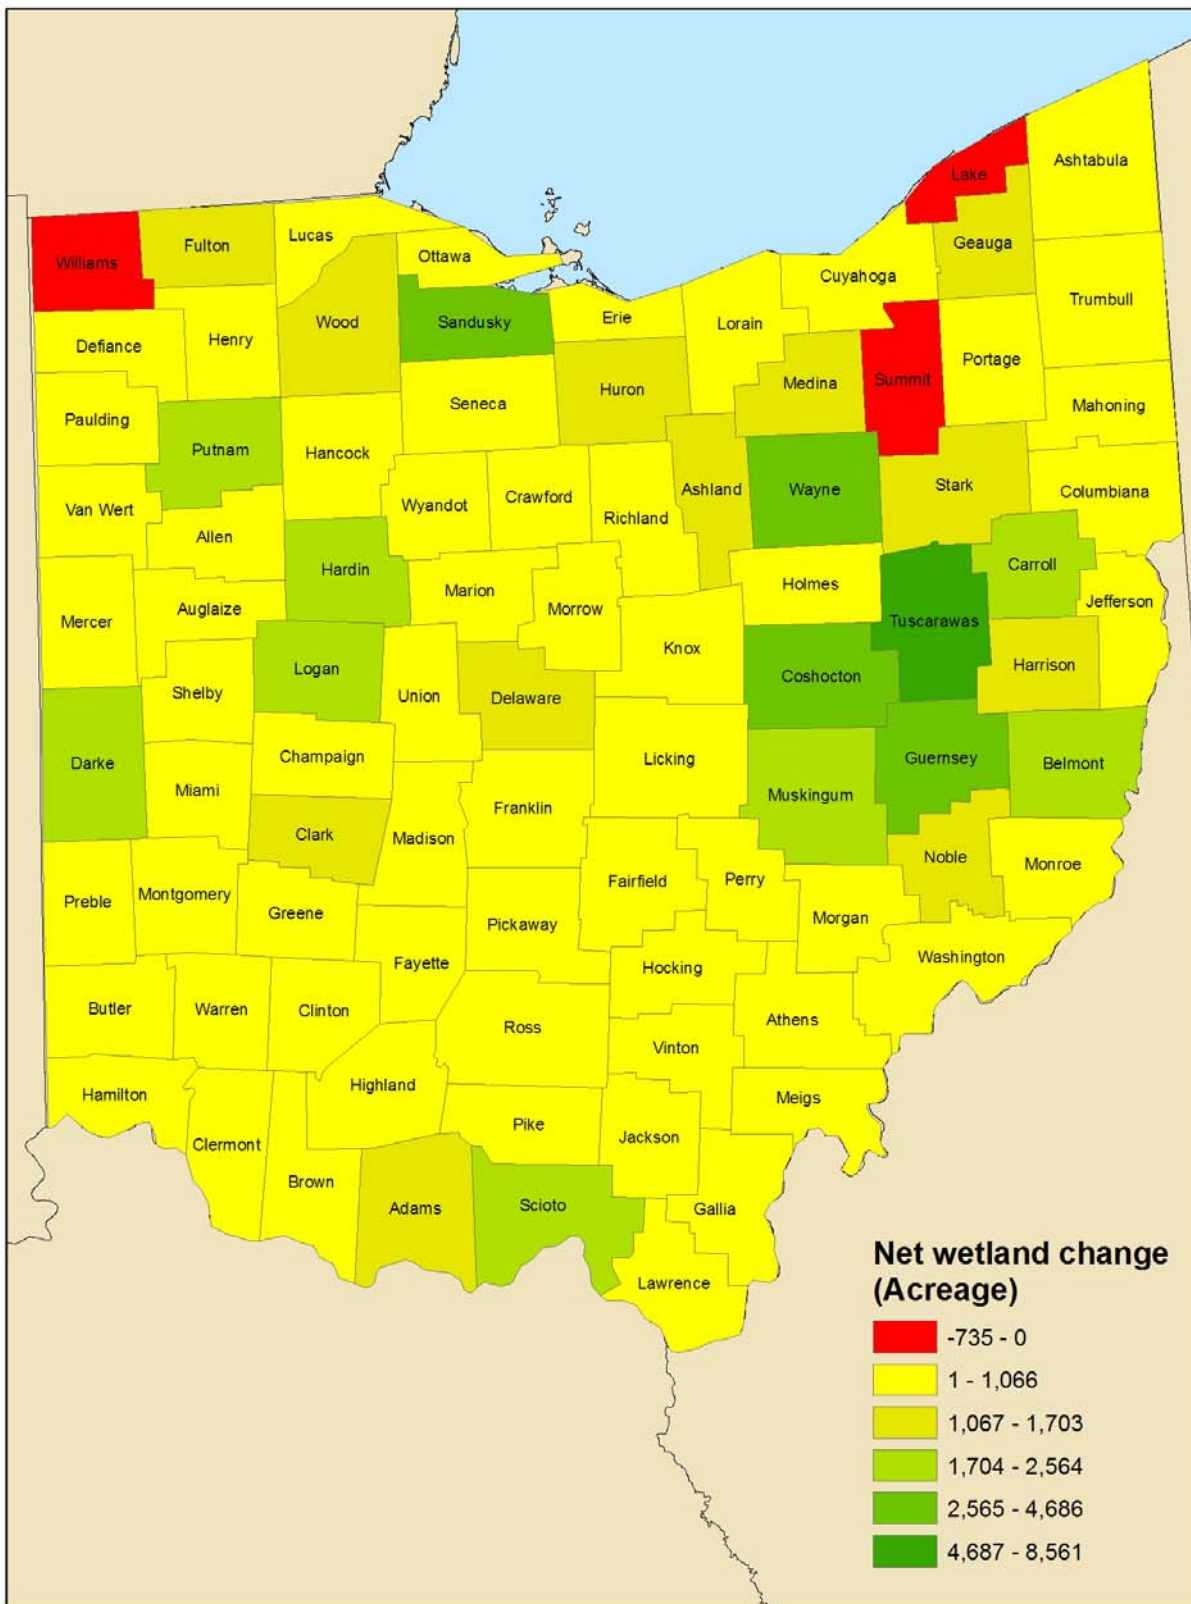 Ashtabula
Lake
Geauga
Lucas
Fulton
Williams
Ottawa
Cuyahoga
Trumbull
Wood
Sandusky
Erie
Lorain
Henry
Defiance
Portage
Medina
Summit
Huron
Seneca
Mahoning
Paulding
Putnam
Hancock
Stark
Ashland
Wayne
Columbiana
Crawford
Wyandot
Van Wert
Richland
Allen
Carroll
Hardin
Holmes
Marion
Jefferson
Morrow
Auglaize
Mercer
Tuscarawas
Knox
Harrison
Logan
Coshocton
Union
Shelby
Delaware
Champaign
Licking
Guernsey
Darke
Belmont
Miami
Muskingum
Franklin
Clark
Madison
Noble
Monroe
Fairfield
Perry
Montgomery
Preble
Greene
Morgan
Pickaway
Washington
Fayette
Hocking
Butler
Warren
Clinton
Athens
Ross
Vinton
Highland
Hamilton
Meigs
Pike
Jackson
Clermont
Brown
Scioto
Adams
Gallia
Lawrence
Net wetland change
(Acreage)
-735 - 0
1 - 1,066
1,067 - 1,703
1,704 - 2,564
2,565 - 4,686
4,687 - 8,561